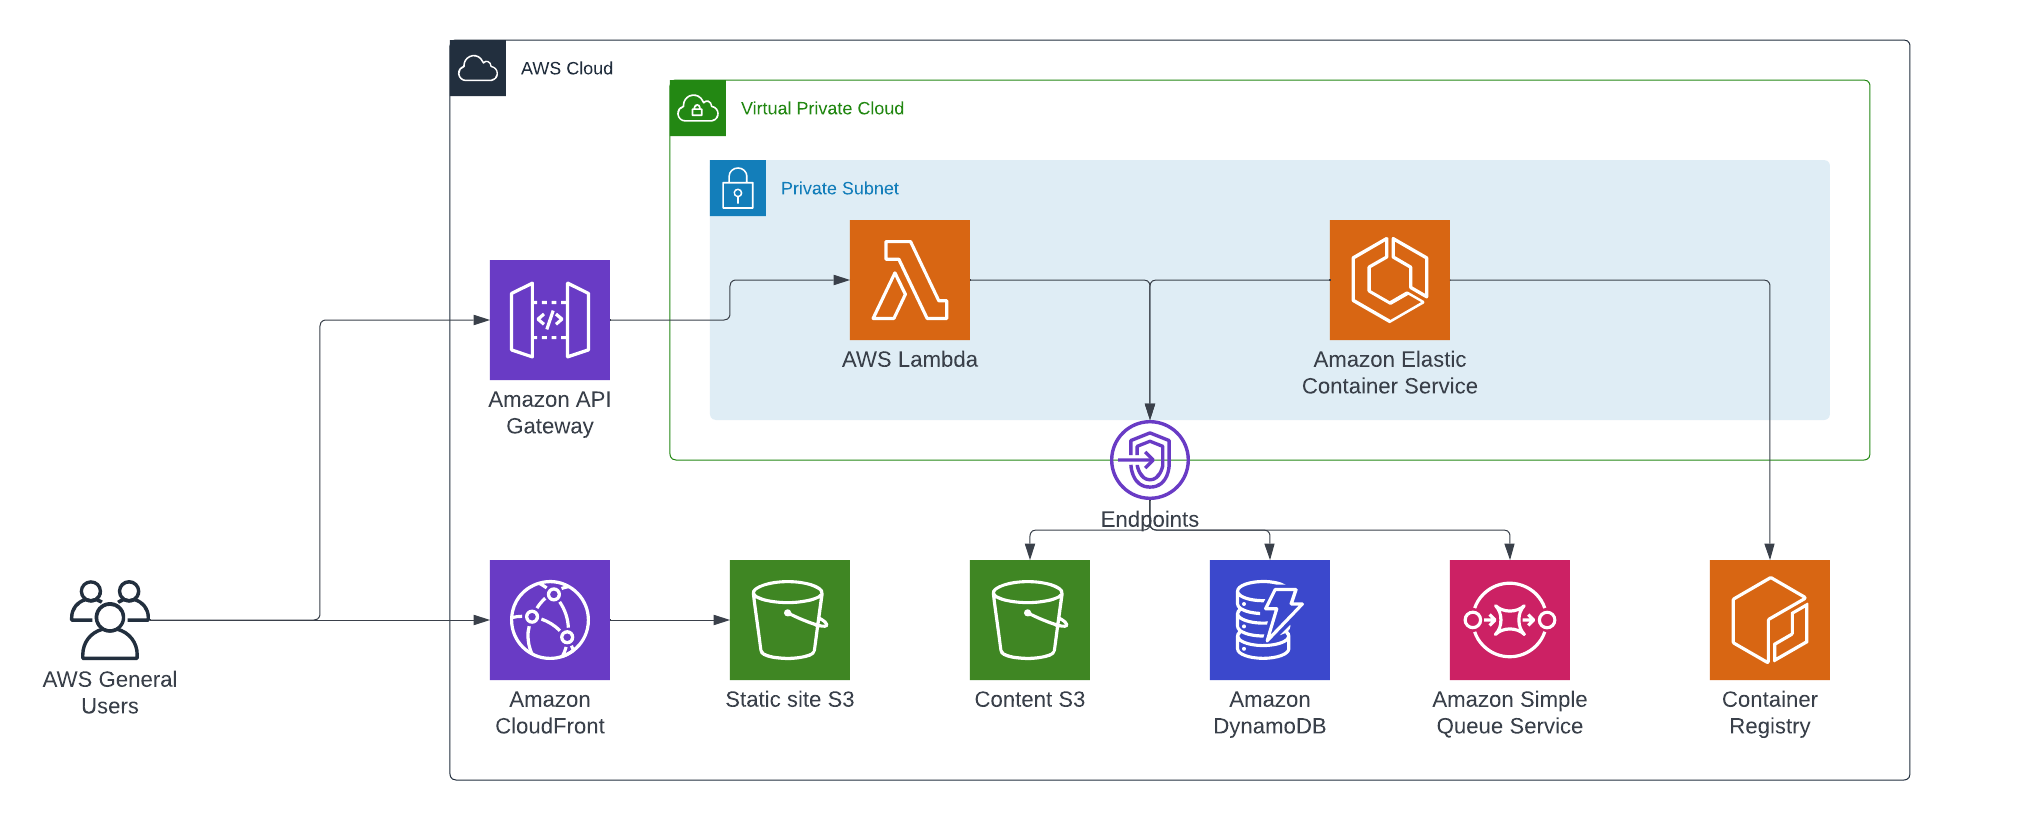 AWS Cloud
Virtual Private Cloud
Private Subnet
AWS Lambda
Amazon Elastic
Container Service
Amazon API
Gateway
Endpoints
AWS General
Users
Amazon
CloudFront
Static site S3
Content S3
Amazon
DynamoDB
Amazon Simple
Queue Service
Container
Registry